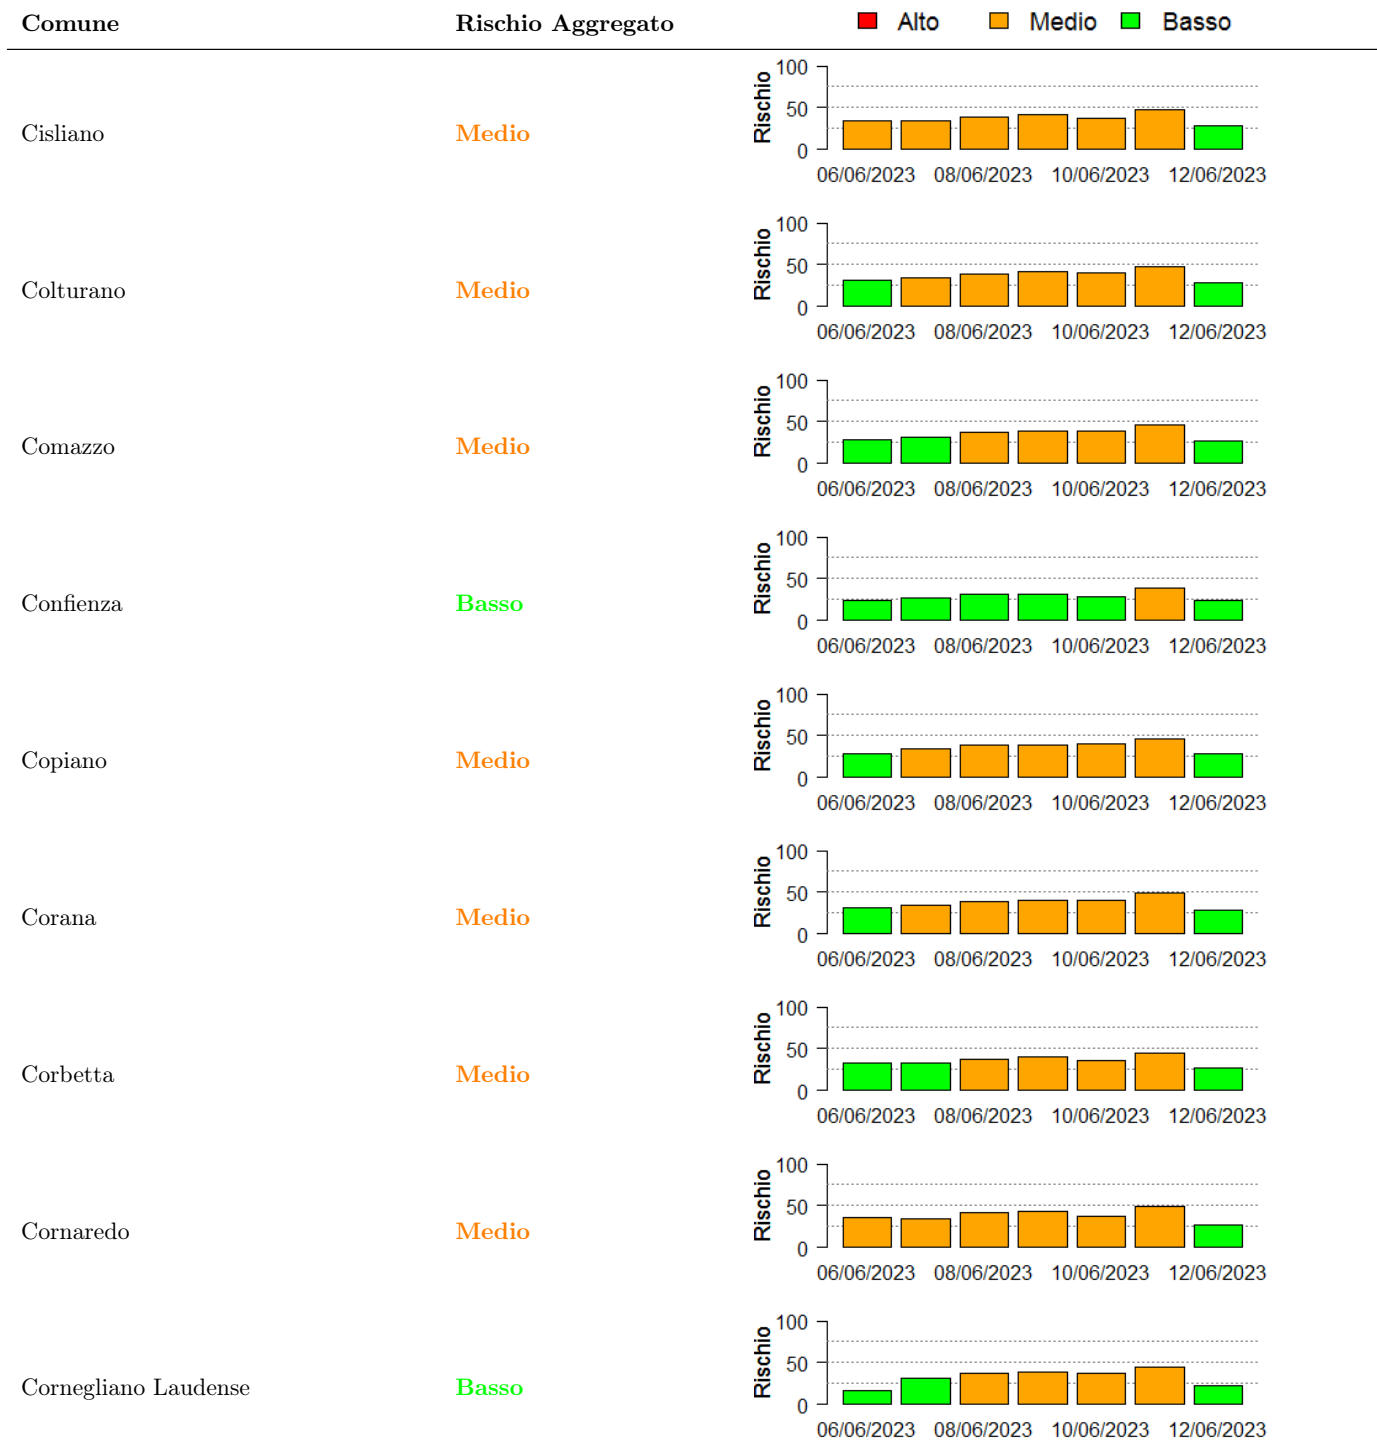 Comune Rischio Aggregato Alto Medio Basso
Cisliano Medio Rischio 100 50 0
06/06/2023 08/06/2023 10/06/2023 12/06/2023
Colturano Medio Rischio 100 50 0
06/06/2023 08/06/2023 10/06/2023 12/06/2023
Comazzo Medio Rischio 100 50 0
06/06/2023 08/06/2023 10/06/2023 12/06/2023
Confienza Basso Rischio 100 50 0
06/06/2023 08/06/2023 10/06/2023 12/06/2023
Copiano Medio Rischio 100 50 0
06/06/2023 08/06/2023 10/06/2023 12/06/2023
Corana Medio Rischio 100 50 0
06/06/2023 08/06/2023 10/06/2023 12/06/2023
Corbetta Medio Rischio 100 50 0
06/06/2023 08/06/2023 10/06/2023 12/06/2023
Cornaredo Medio Rischio 100 50 0
06/06/2023 08/06/2023 10/06/2023 12/06/2023
Cornegliano Laudense Basso Rischio 100 50 0
06/06/2023 08/06/2023 10/06/2023 12/06/2023